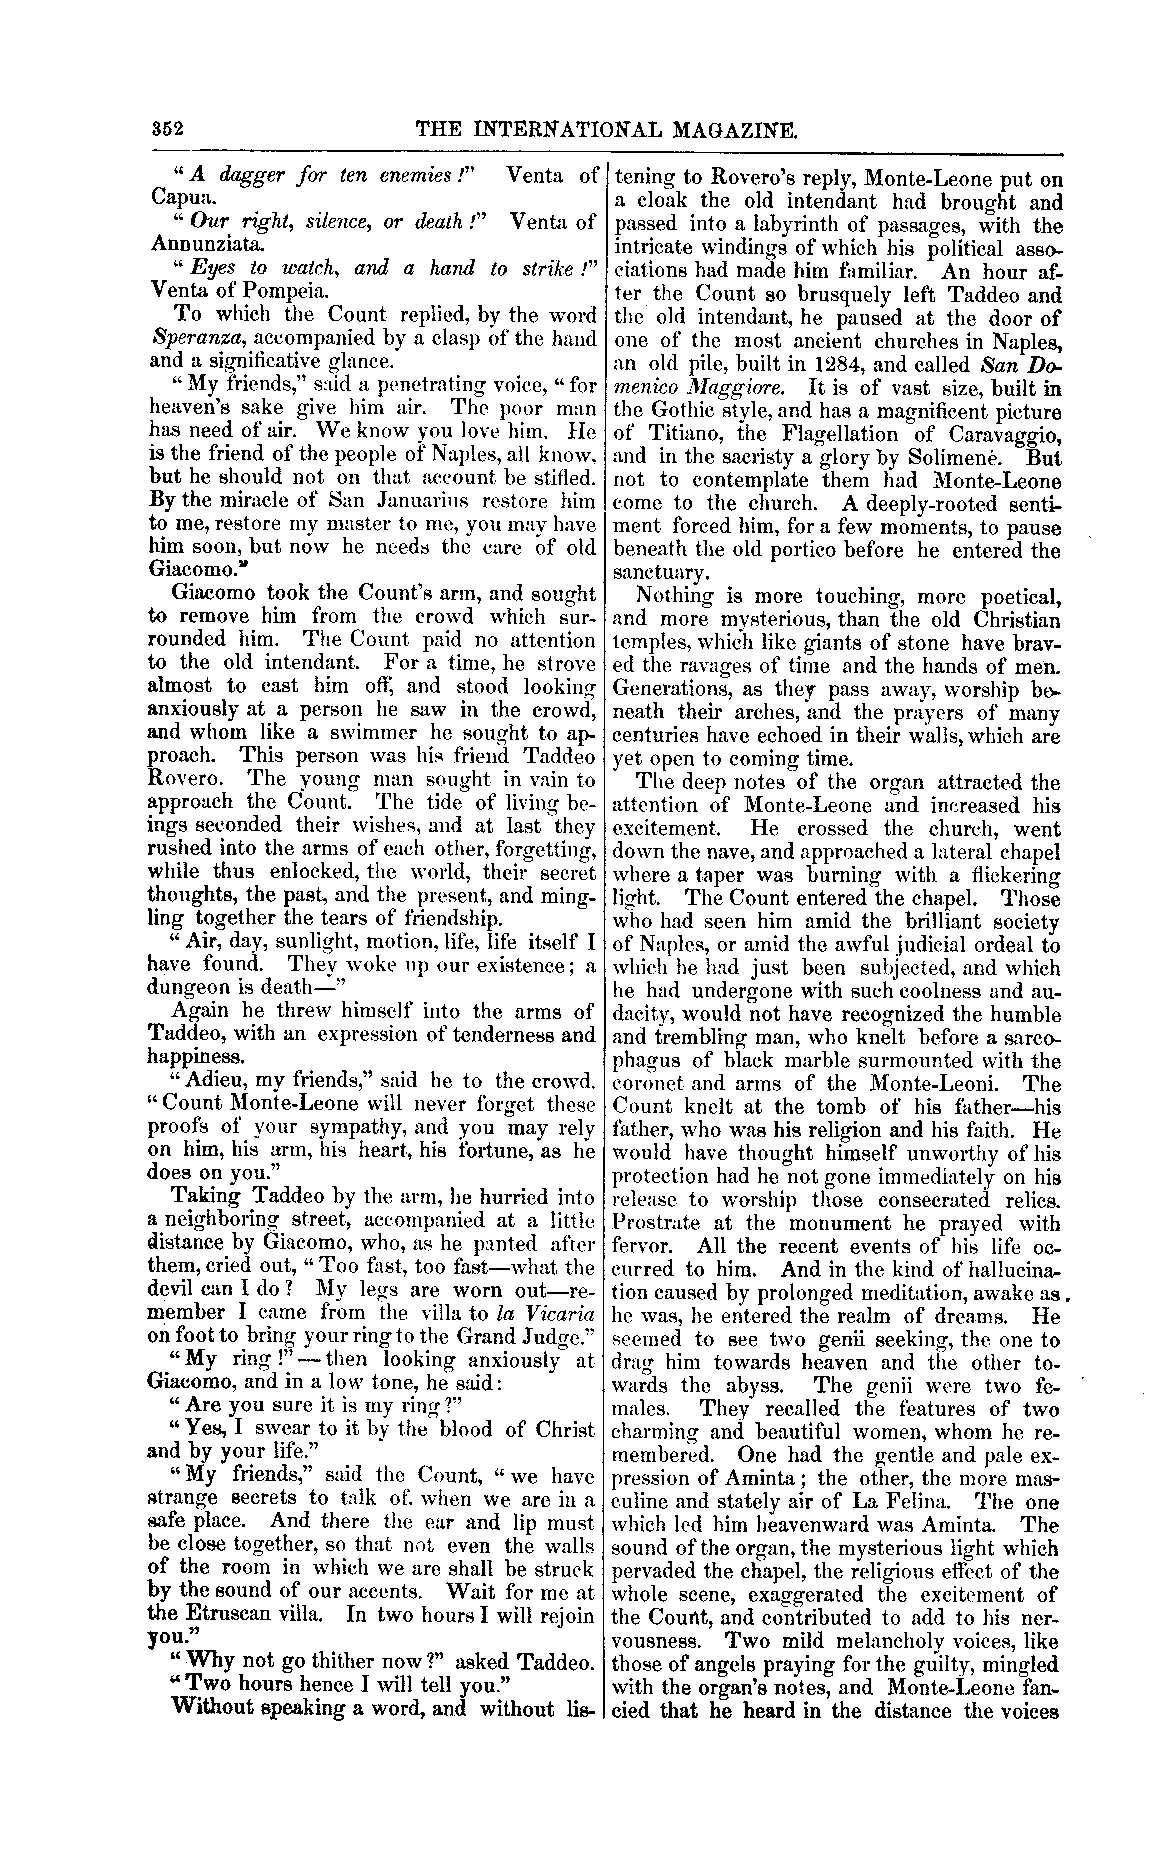 352 THE INTERNATIONAL MAGAZINE.
"A dagger for ten enemies!" Venta of
Capua.
"Our right, silence, or death!" Venta of
Annunziata.
"Eyes to watch, and a hand to strike!"
Venta of Pompeia.
To which the Count replied, by the word
Speranza, accompanied by a clasp of the hand
and a significative glance.
"My friends," said a penetrating voice, "for
heaven's sake give him air. The poor man
has need of air. We know you love him. He
is the friend of the people of Naples, all know,
but he should not on that account be stifled.
By the miracle of San Januarius restore him
to me, restore my master to me, you may have
him soon, but now he needs the care of old
Giacomo."
Giacomo took the Count's arm, and sought
to remove him from the crowd which sur-
rounded him. The Count paid no attention
to the old intendant. For a time, he strove
almost to cast him off, and stood looking
anxiously at a person he saw in the crowd,
and whom like a swimmer he sought to ap-
proach. This person was his friend Taddeo
Rovero. The young man sought in vain to
approach the Count. The tide of living be-
ings seconded their wishes, and at last they
rushed into the arms of each other, forgetting,
while thus enlocked, the world, their secret
thoughts, the past, and the present, and ming-
ling together the tears of friendship.
"Air, day, sunlight, motion, life, life itself I
have found. They woke up our existence; a
dungeon is death—"
Again he threw himself into the arms of
Taddeo, with an expression of tenderness and
happiness.
"Adieu, my friends," said he to the crowd.
"Count Monte-Leone will never forget these
proofs of your sympathy, and you may rely
on him, his arm, his heart, his fortune, as he
does on you."
Taking Taddeo by the arm, he hurried into
a neighboring street, accompanied at a little
distance by Giacomo, who, as he panted after
them, cried out, "Too fast, too fast—what the
devil can I do? My legs are worn out—re-
member I came from the villa to la Vicaria
on foot to bring your ring to the Grand Judge."
"My ring!"—then looking anxiously at
Giacomo, and in a low tone, he said:
"Are you sure it is my ring?"
"Yes, I swear to it by the blood of Christ
and by your life."
"My friends," said the Count, "we have
strange secrets to talk of. when we are in a
safe place. And there the ear and lip must
be close together, so that not even the walls
of the room in which we are shall be struck
by the sound of our accents. Wait for me at
the Etruscan villa. In two hours I will rejoin
you."
"Why not go thither now?" asked Taddeo.
"Two hours hence I will tell you."
Without speaking a word, and without lis-
tening to Rovero's reply, Monte-Leone put on
a cloak the old intendant had brought and
passed into a labyrinth of passages, with the
intricate windings of which his political asso-
ciations had made him familiar. An hour af-
ter the Count so brusquely left Taddeo and
the old intendant, he paused at the door of
one of the most ancient churches in Naples,
an old pile, built in 1284, and called San Do-
menico Maggiore. It is of vast size, built in
the Gothic style, and has a magnificent picture
of Titiano, the Flagellation of Caravaggio,
and in the sacristy a glory by Solimenè. But
not to contemplate them had Monte-Leone
come to the church. A deeply-rooted senti-
ment forced him, for a few moments, to pause
beneath the old portico before he entered the
sanctuary.
Nothing is more touching, more poetical,
and more mysterious, than the old Christian
temples, which like giants of stone have brav-
ed the ravages of time and the hands of men.
Generations, as they pass away, worship be-
neath their arches, and the prayers of many
centuries have echoed in their walls, which are
yet open to coming time.
The deep notes of the organ attracted the
attention of Monte-Leone and increased his
excitement. He crossed the church, went
down the nave, and approached a lateral chapel
where a taper was burning with a flickering
light. The Count entered the chapel. Those
who had seen him amid the brilliant society
of Naples, or amid the awful judicial ordeal to
which he had just been subjected, and which
he had undergone with such coolness and au-
dacity, would not have recognized the humble
and trembling man, who knelt before a sarco-
phagus of black marble surmounted with the
coronet and arms of the Monte-Leoni. The
Count knelt at the tomb of his father—his
father, who was his religion and his faith. He
would have thought himself unworthy of his
protection had he not gone immediately on his
release to worship those consecrated relics.
Prostrate at the monument he prayed with
fervor. All the recent events of his life oc-
curred to him. And in the kind of hallucina-
tion caused by prolonged meditation, awake as
he was, he entered the realm of dreams. He
seemed to see two genii seeking, the one to
drag him towards heaven and the other to-
wards the abyss. The genii were two fe-
males. They recalled the features of two
charming and beautiful women, whom he re-
membered. One had the gentle and pale ex-
pression of Aminta; the other, the more mas-
culine and stately air of La Felina. The one
which led him heavenward was Aminta. The
sound of the organ, the mysterious light which
pervaded the chapel, the religious effect of the
whole scene, exaggerated the excitement of
the Count, and contributed to add to his ner-
vousness. Two mild melancholy voices, like
those of angels praying for the guilty, mingled
with the organ's notes, and Monte-Leone fan-
cied that he heard in the distance the voices